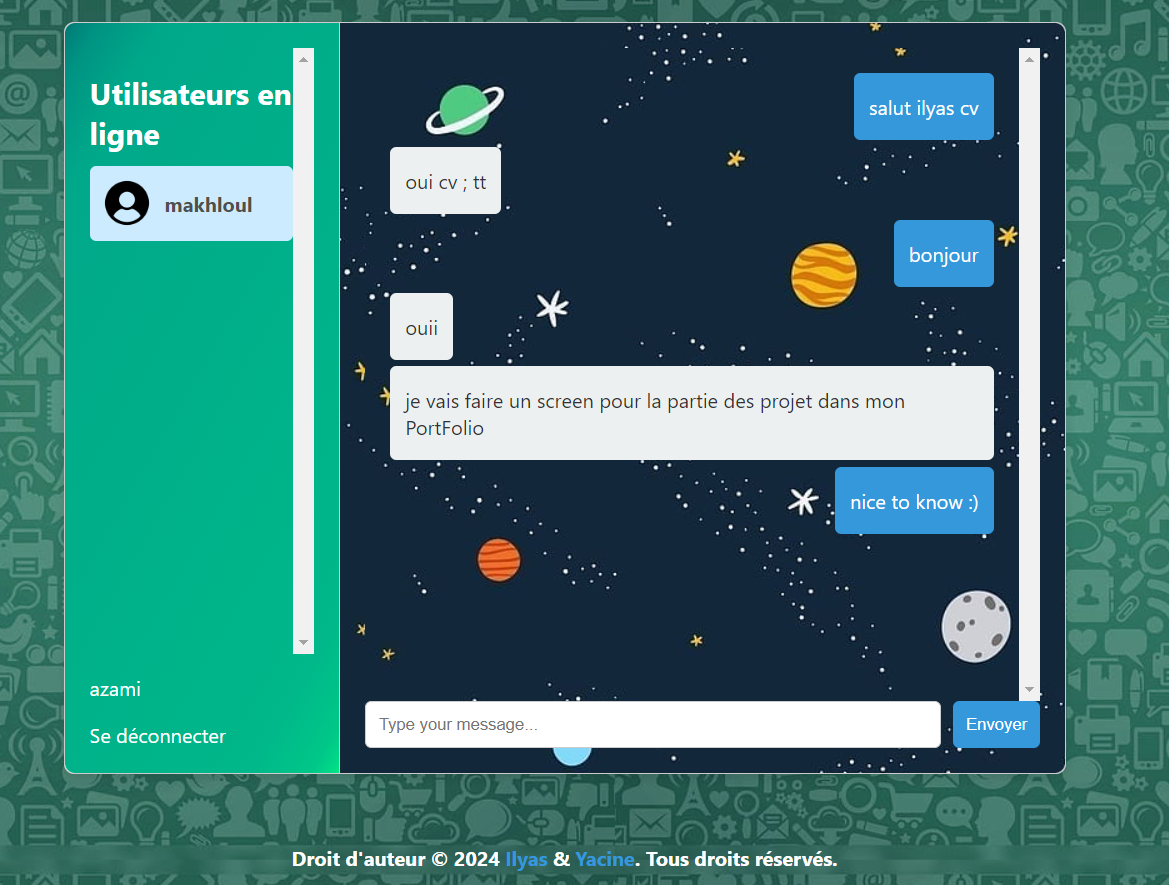 Utilisateurs en
ligne
makhloul
azami
Se déconnecter
salut ilyas cv
oui cv ; tt
bonjour
ouii
je vais faire un screen pour la partie des projet dans mon
PortFolio
nice to know :)
Type your message...
Envoyer
Droit d'auteur © 2024 Ilyas & Yacine. Tous droits réservés.